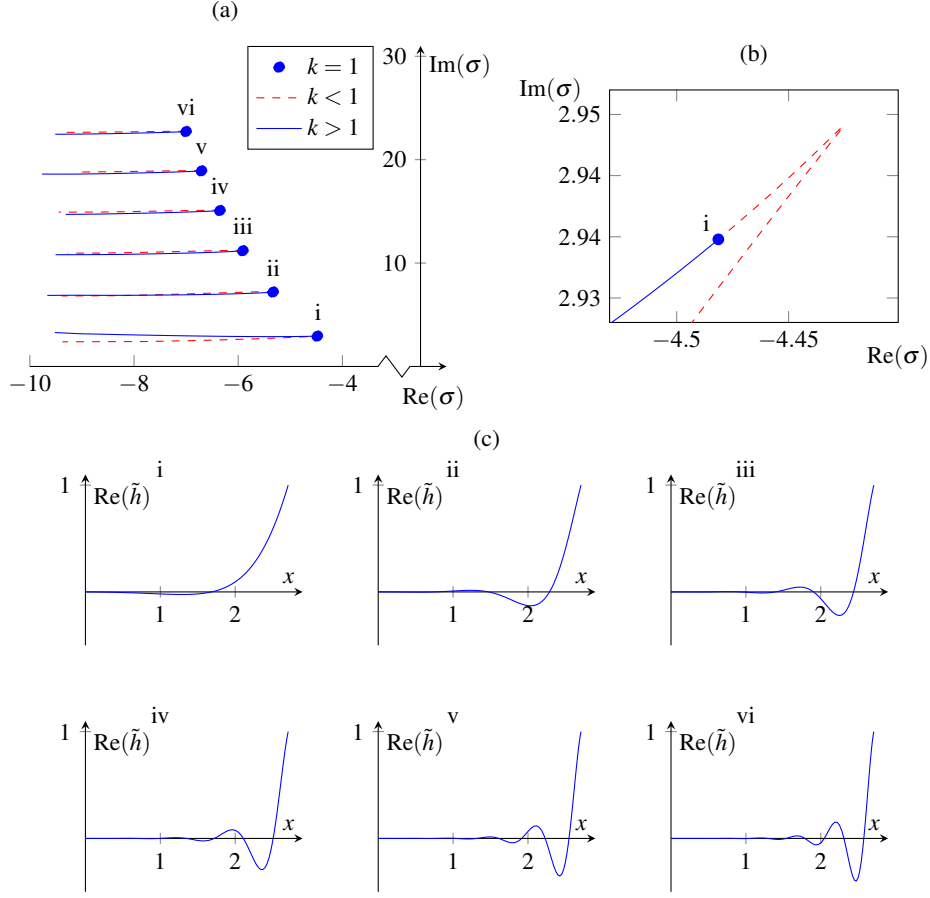 (a)
30
Im(σ)
k = 1
k < 1
k > 1
20
10
vi
v
iv
iii
ii
i
−10
−8
−6
−4
Re(σ)
(b)
Im(σ)
2.95
2.94
2.94
2.93
i
−4.5
−4.45
Re(σ)
(c)
i
1
Re(h̃)
x
1
2
ii
1
Re(h̃)
x
1
2
iii
1
Re(h̃)
x
1
2
iv
1
Re(h̃)
x
1
2
v
1
Re(h̃)
x
1
2
vi
1
Re(h̃)
x
1
2